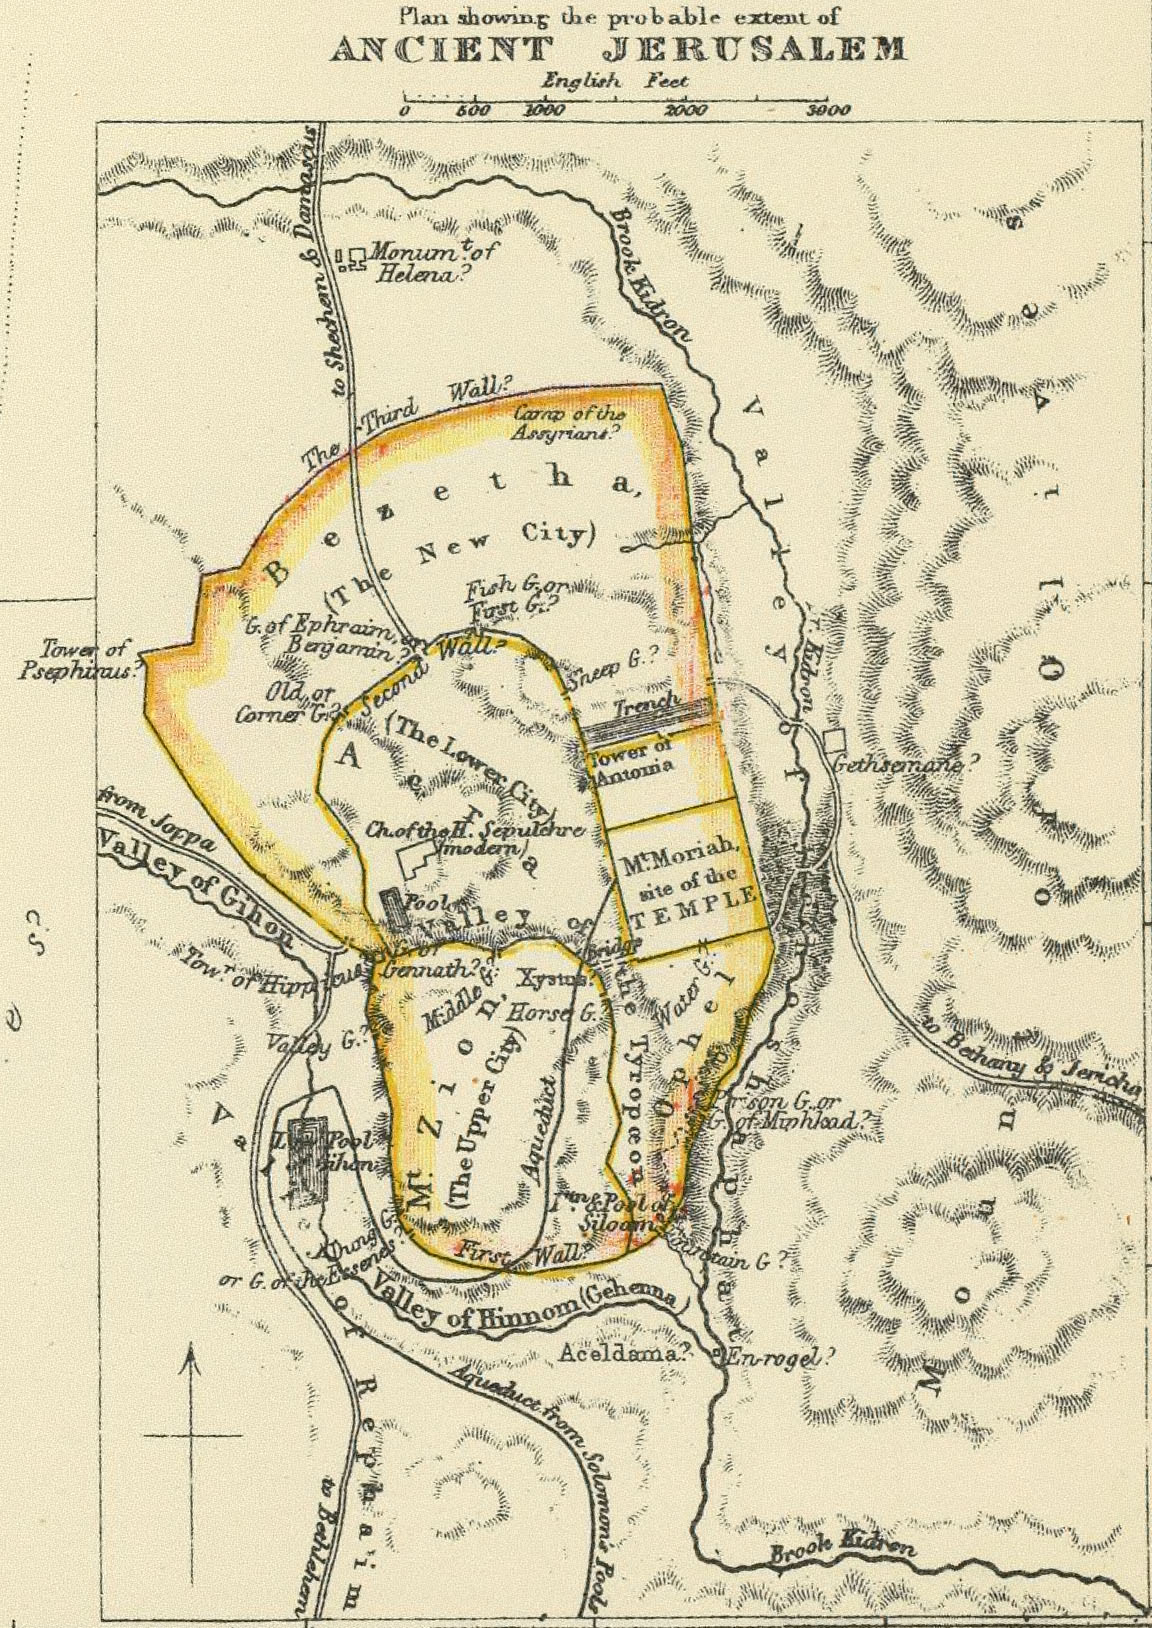 Plan showing the probable extent of
ANCIENT JERUSALEM
English Feet
0 500 1000 2000 3000
to Shechem & Damascus
Monumt. of
Helena?
Brook Kidron
The Third Wall?
Camp of the
Assyrians?
Bezetha,
(The New City)
Fish G. or
First G.?
G. of Ephraim, or
Benjamin?
Second Wall?
Tower of
Psephinus?
Old, or
Corner G.?
Sheep G.?
Trench
Tower of
Antonia
Acra
(The Lower City)
Ch. of the H. Sepulchre
(modern)
Pool
Mt. Moriah,
site of the
TEMPLE
Valley of the Tyropœon
Bridge
from Joppa
Valley of Gihon
Towr. of Hippicus
G. or
Gennath?
Middle G.
Xystus?
Horse G.?
Water G.?
Valley G.?
Mt. Zion,
(The Upper City)
Aqueduct
Ophel
Prison G. or
G. of Miphkad?
Pool
Gihon
Ftn. & Pool of
Siloam
Fountain G.?
Dung G.
or G. of the Essenes?
First Wall?
Valley of Hinnom (Gehenna)
Aceldama?
En-rogel?
Aqueduct from Solomon's Pools
Valley of Rephaim
to Bethlehem
Valley of Jehoshaphat
Kidron
Gethsemane?
to Bethany & Jericho
Mount of Olives
Brook Kidron